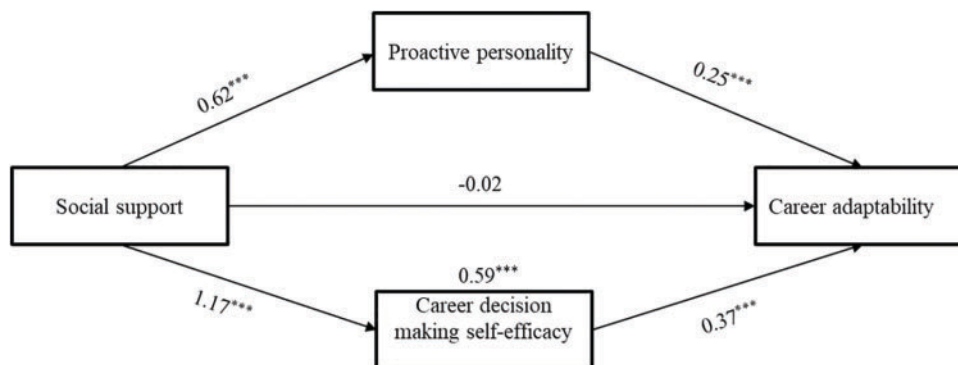 Proactive personality
0.62***
0.25***
-0.02
Social support
Career adaptability
0.59***
1.17***
Career decision
making self-efficacy
0.37***